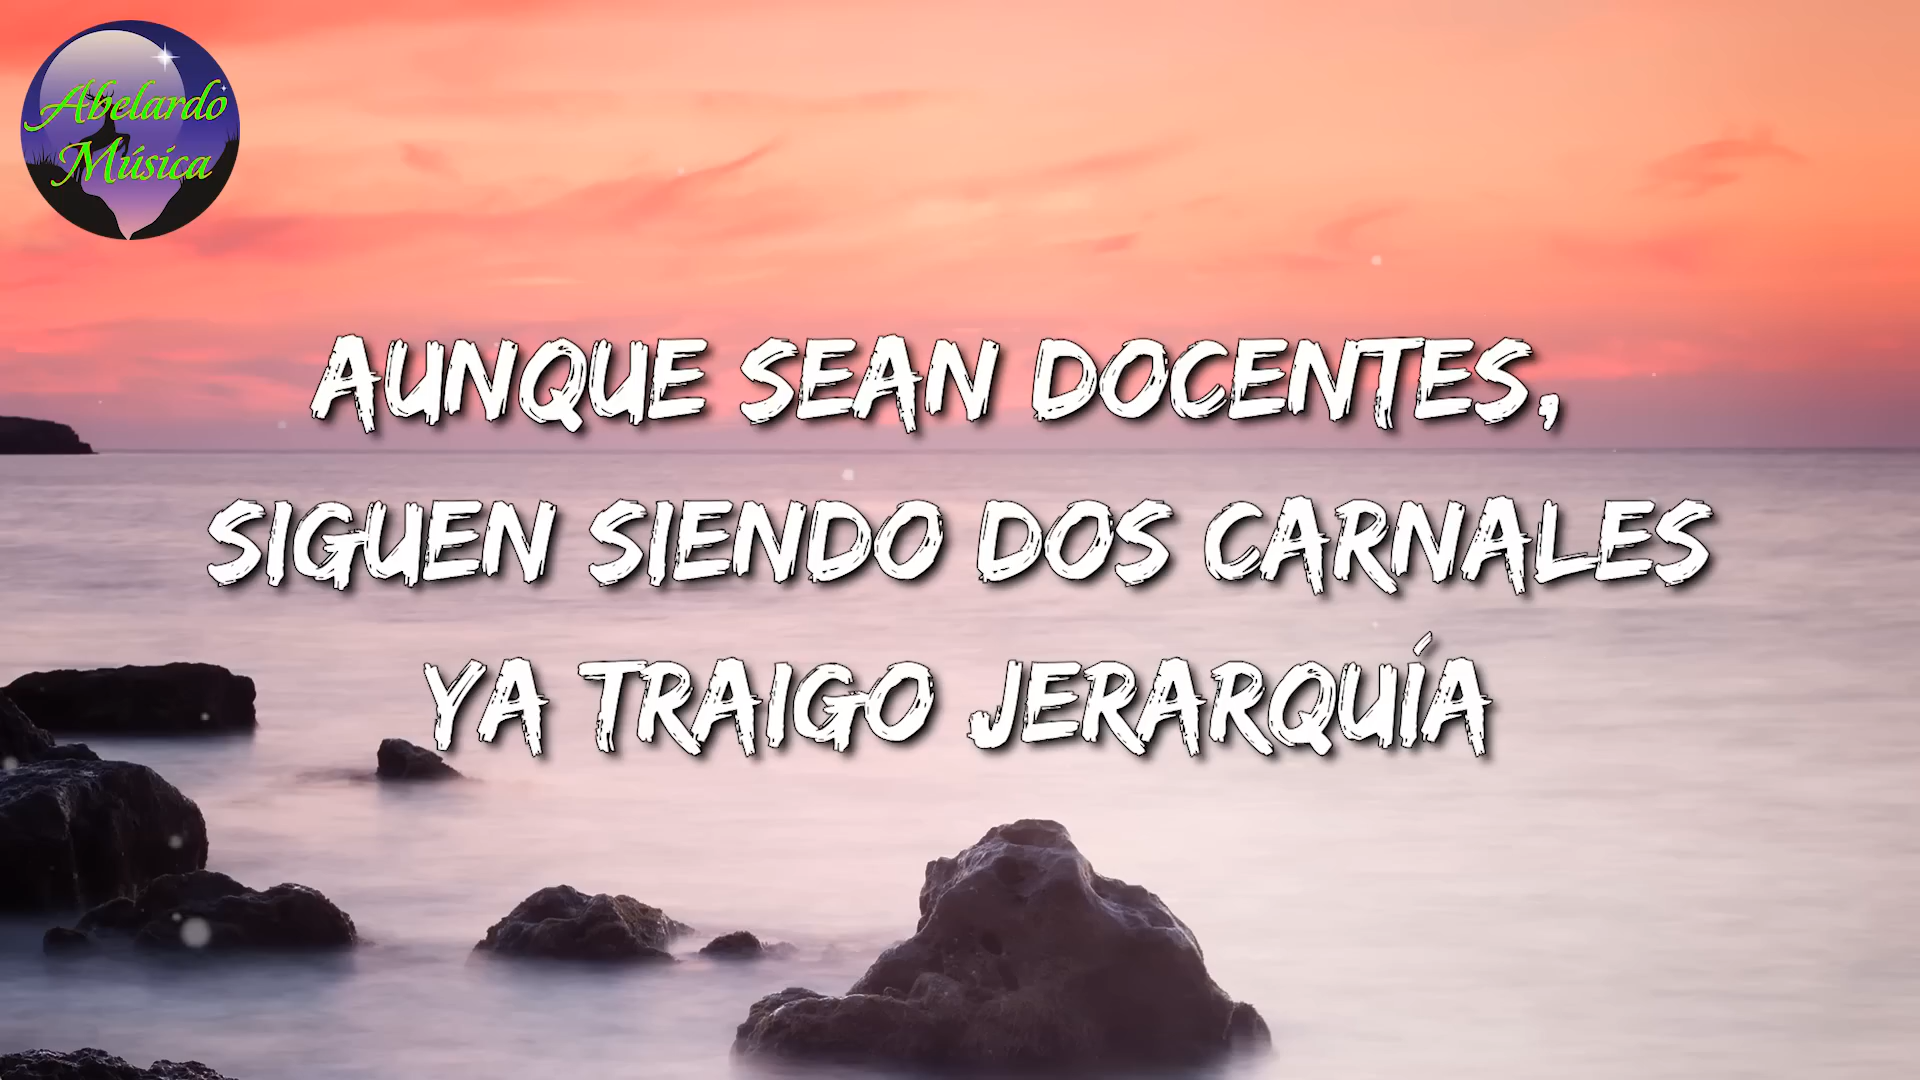 Abelardo
Música
AUNQUE SEAN DOCENTES,
SIGUEN SIENDO DOS CARNALES
YA TRAIGO JERARQUÍA